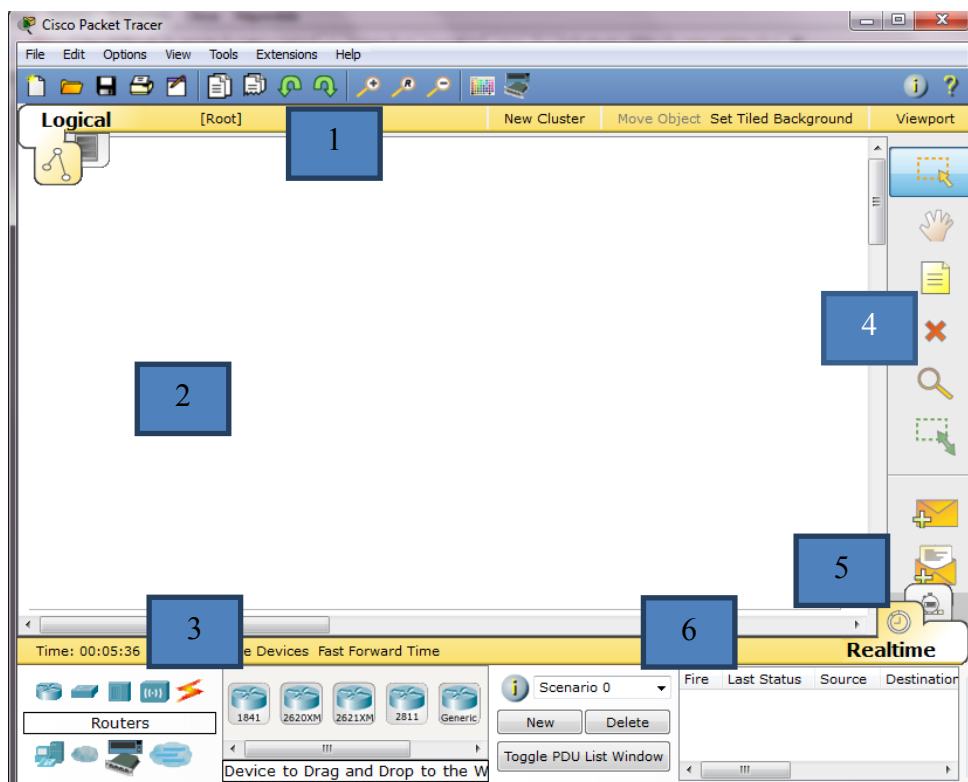 Cisco Packet Tracer
File Edit Options View Tools Extensions Help
Logical [Root] New Cluster Move Object Set Tiled Background Viewport
1
2
3
4
5
6
Time: 00:05:36 Devices Fast Forward Time Realtime
Routers
1841 2620XM 2621XM 2811 Generic
Device to Drag and Drop to the W
Scenario 0
New Delete
Toggle PDU List Window
Fire Last Status Source Destination